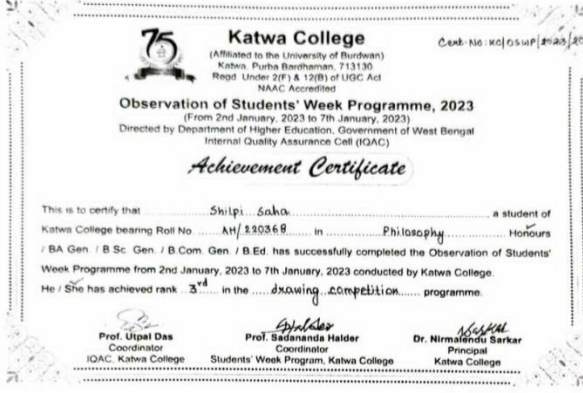 75
Katwa College
Cert. No: KC/OSWP/2023/20
(Affiliated to the University of Burdwan)
Katwa, Purba Bardhaman, 713130
Regd. Under 2(F) & 12(B) of UGC Act
NAAC Accredited
Observation of Students' Week Programme, 2023
(From 2nd January, 2023 to 7th January, 2023)
Directed by Department of Higher Education, Government of West Bengal
Internal Quality Assurance Cell (IQAC)
Achievement Certificate
This is to certify that Shilpi Saha a student of
Katwa College bearing Roll No. AH/220368 in Philosophy Honours
/ BA Gen. / B.Sc. Gen. / B.Com. Gen. / B.Ed. has successfully completed the Observation of Students'
Week Programme from 2nd January, 2023 to 7th January, 2023 conducted by Katwa College.
He / She has achieved rank 3rd in the drawing competition programme.
Prof. Utpal Das
Coordinator
IQAC, Katwa College
Prof. Sadananda Halder
Coordinator
Students' Week Program, Katwa College
Dr. Nirmalendu Sarkar
Principal
Katwa College